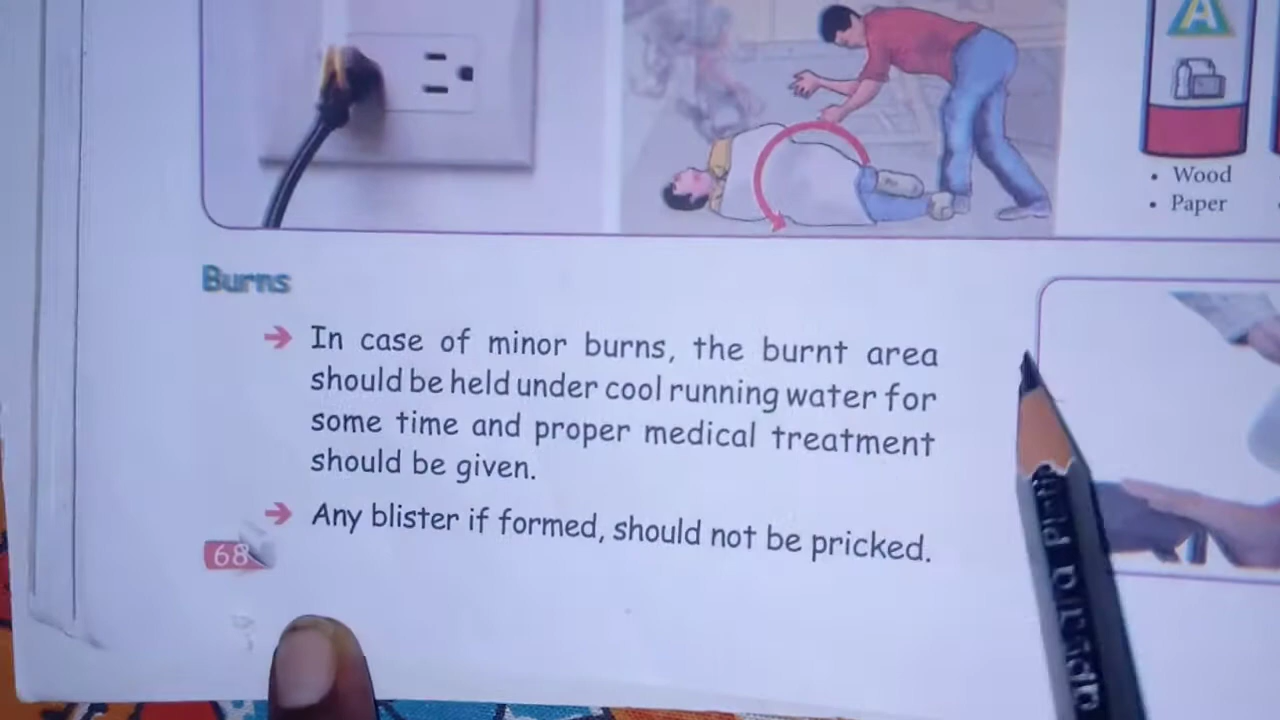 A
• Wood
• Paper
Burns
→ In case of minor burns, the burnt area
should be held under cool running water for
some time and proper medical treatment
should be given.
→ Any blister if formed, should not be pricked.
68